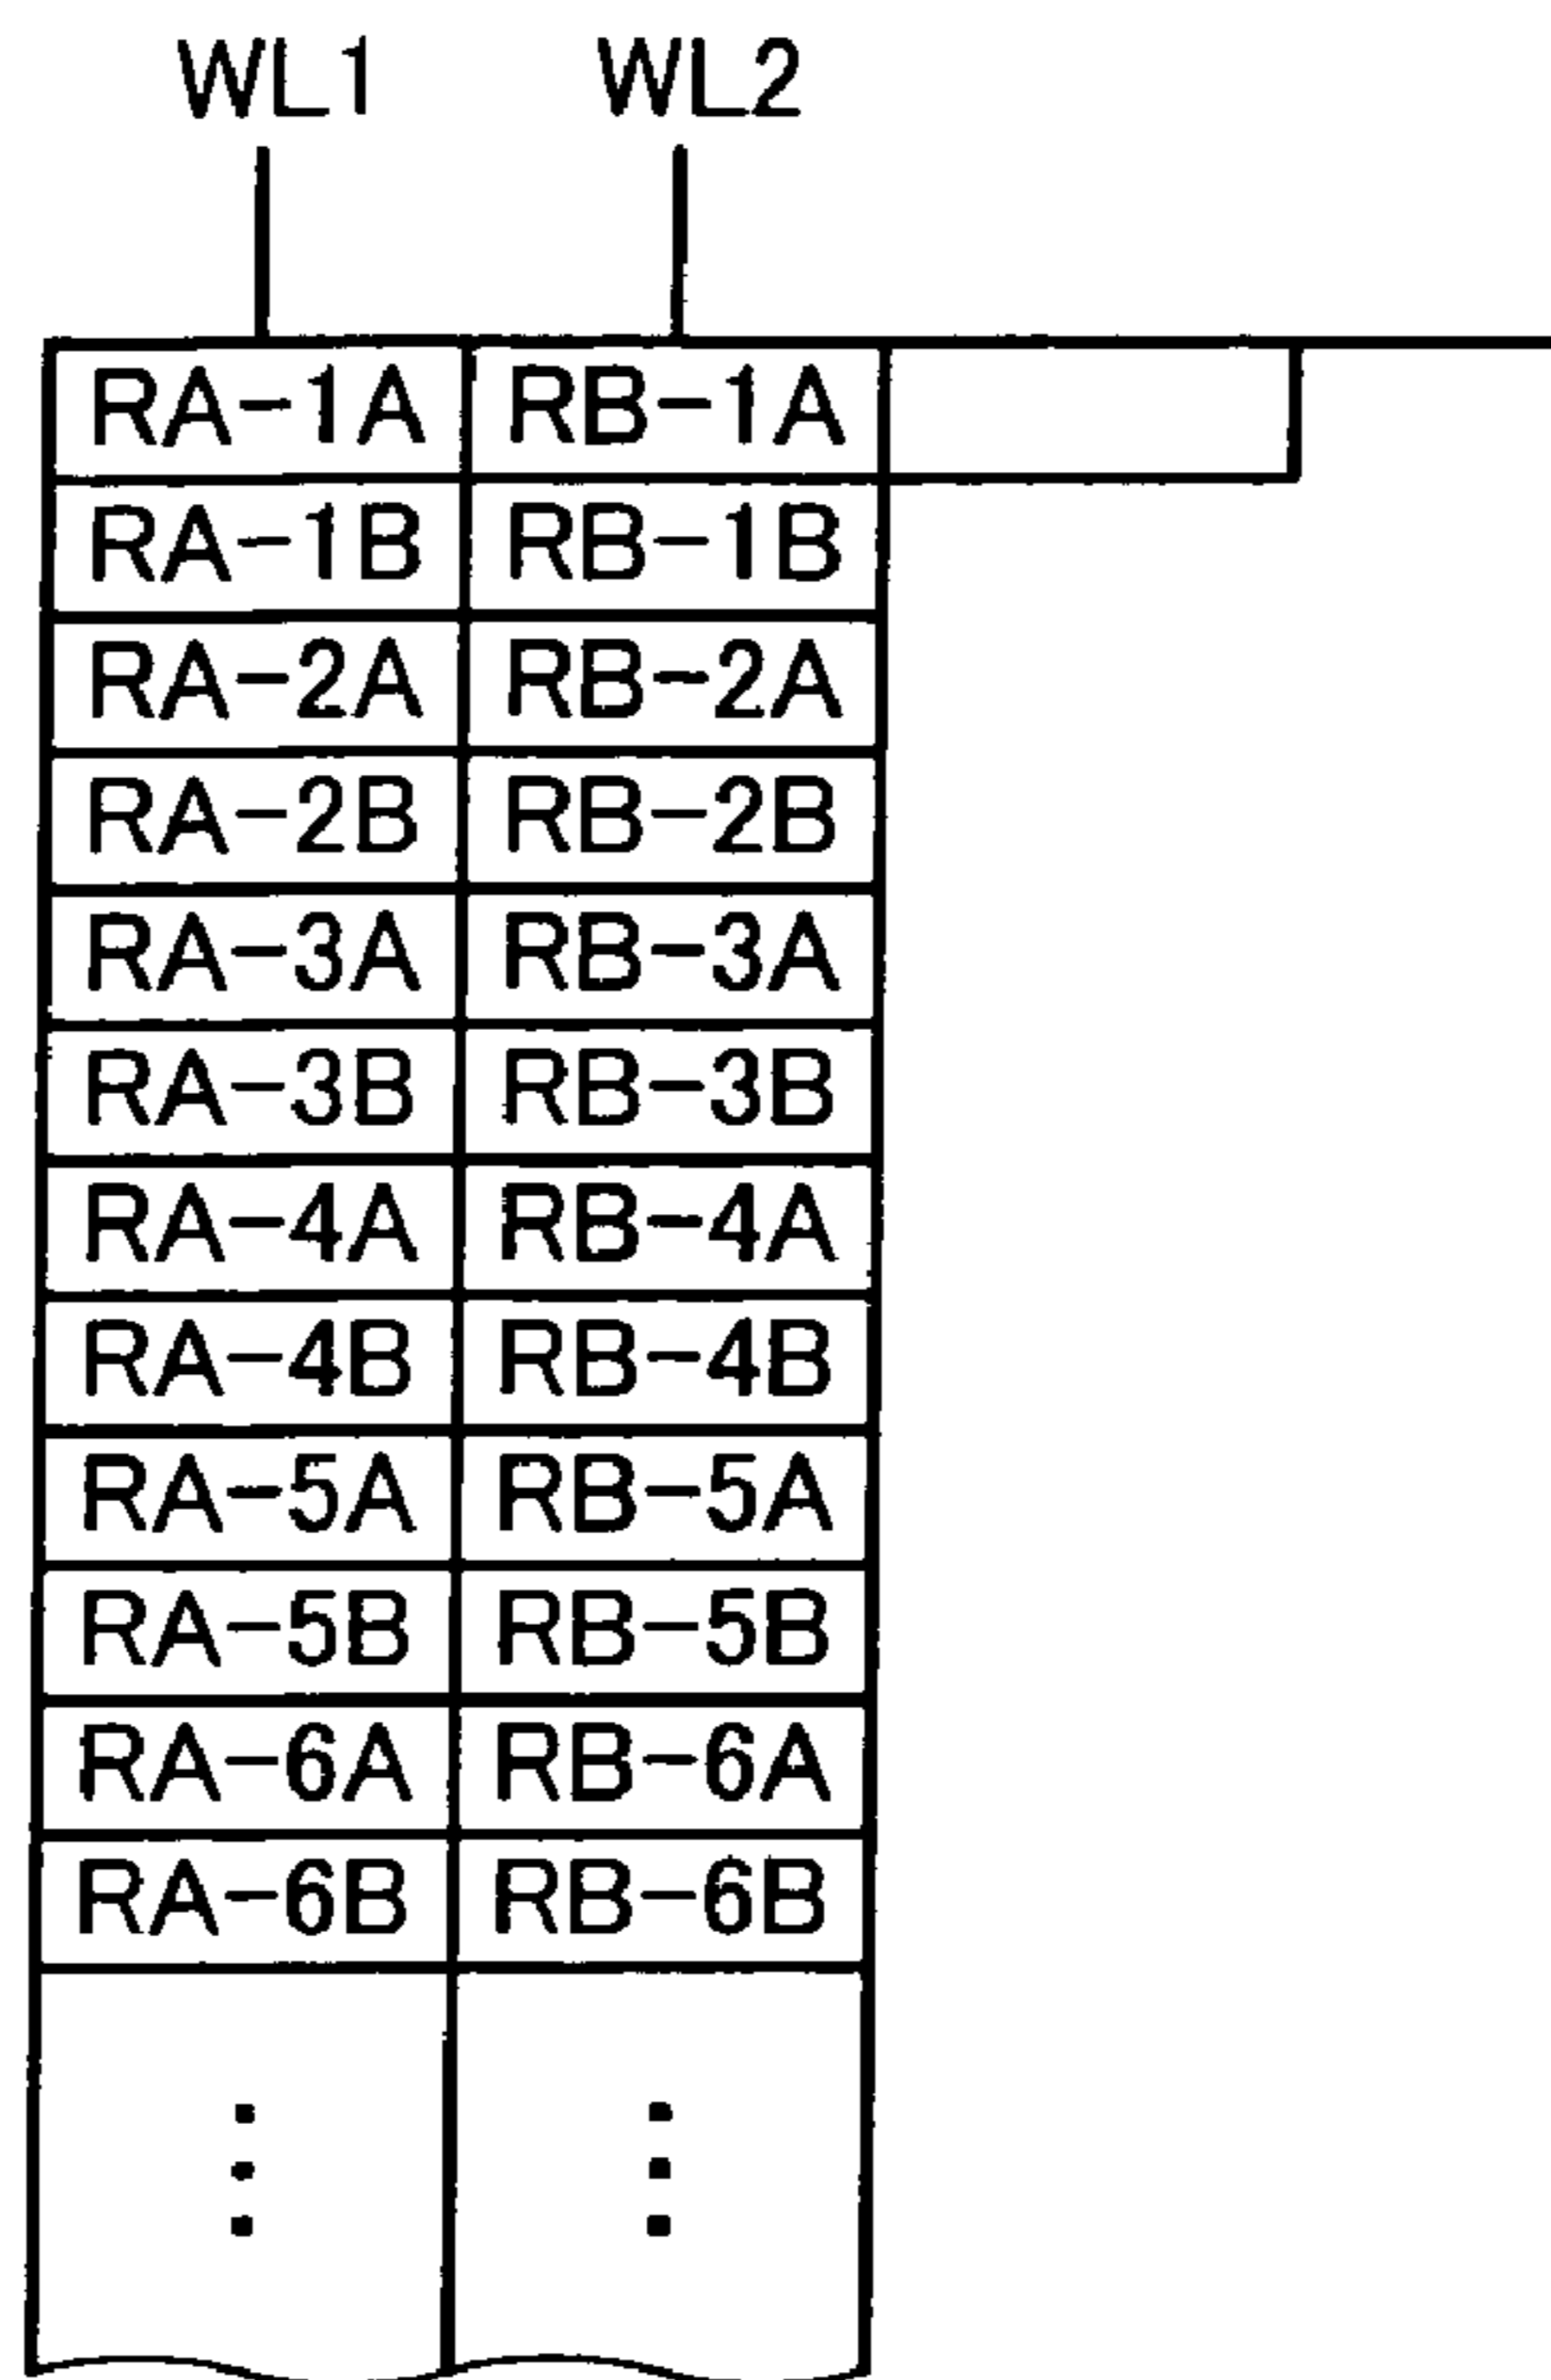 WL1 WL2
RA-1A RB-1A
RA-1B RB-1B
RA-2A RB-2A
RA-2B RB-2B
RA-3A RB-3A
RA-3B RB-3B
RA-4A RB-4A
RA-4B RB-4B
RA-5A RB-5A
RA-5B RB-5B
RA-6A RB-6A
RA-6B RB-6B